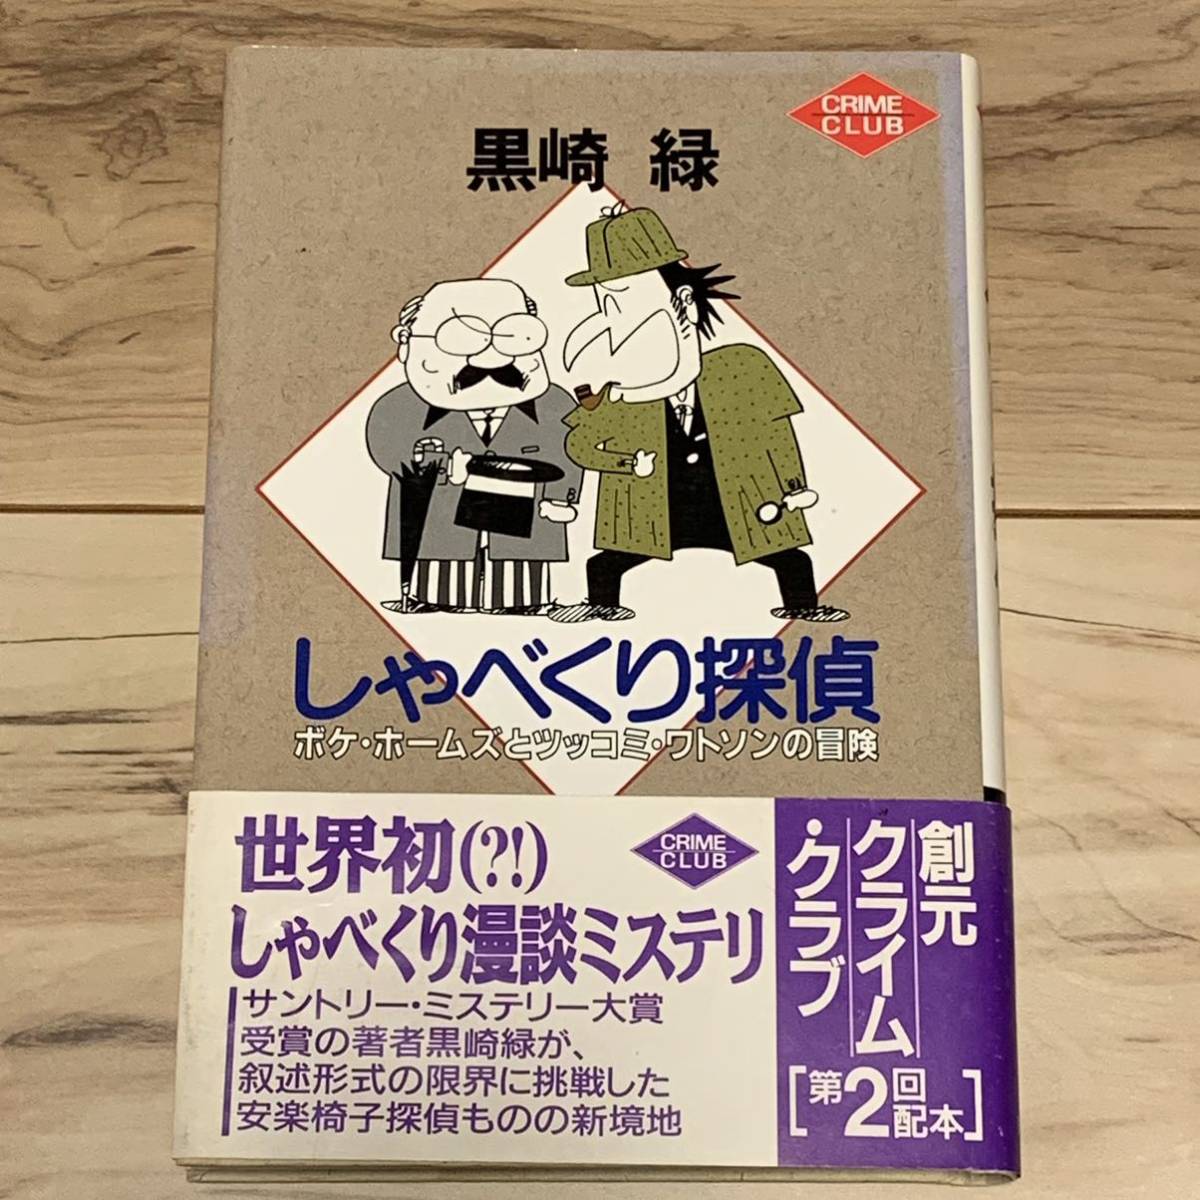 CRIME
CLUB
黒崎 緑
しゃべくり探偵
ボケ・ホームズとツッコミ・ワトソンの冒険
世界初(?!)
しゃべくり漫談ミステリ
サントリー・ミステリー大賞
受賞の著者黒崎緑が、
叙述形式の限界に挑戦した
安楽椅子探偵ものの新境地
CRIME
CLUB
創元
クライム
・クラブ
[第2回配本]